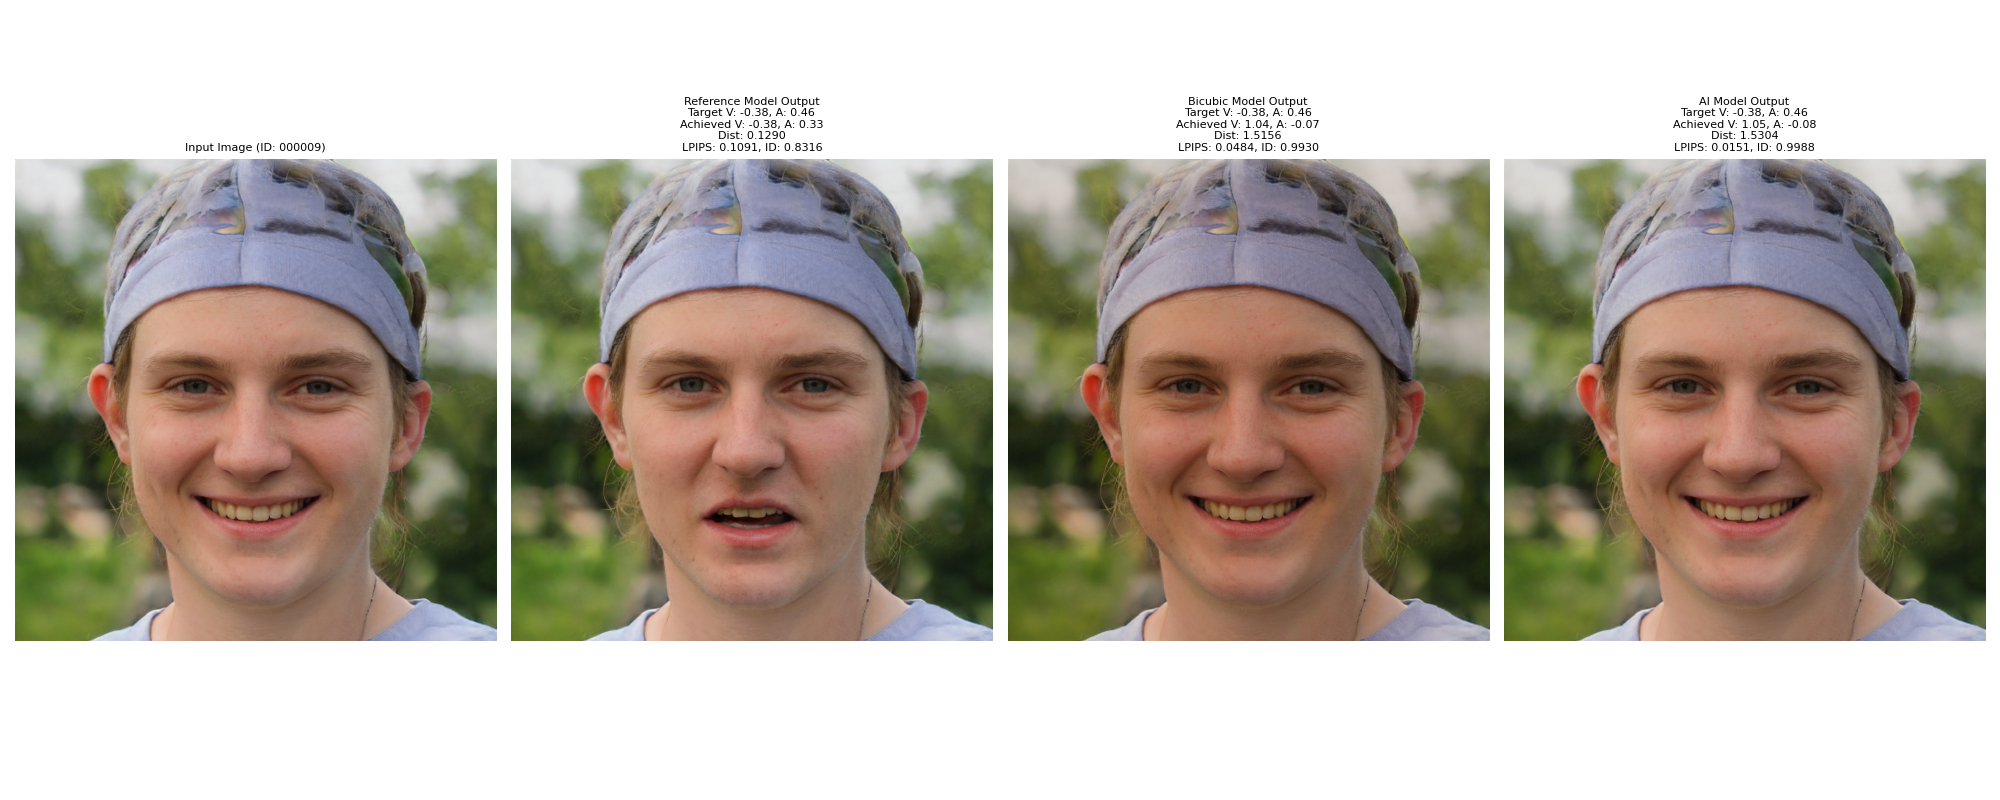 Input Image (ID: 000009)
Reference Model Output
Target V: -0.38, A: 0.46
Achieved V: -0.38, A: 0.33
Dist: 0.1290
LPIPS: 0.1091, ID: 0.8316
Bicubic Model Output
Target V: -0.38, A: 0.46
Achieved V: 1.04, A: -0.07
Dist: 1.5156
LPIPS: 0.0484, ID: 0.9930
AI Model Output
Target V: -0.38, A: 0.46
Achieved V: 1.05, A: -0.08
Dist: 1.5304
LPIPS: 0.0151, ID: 0.9988